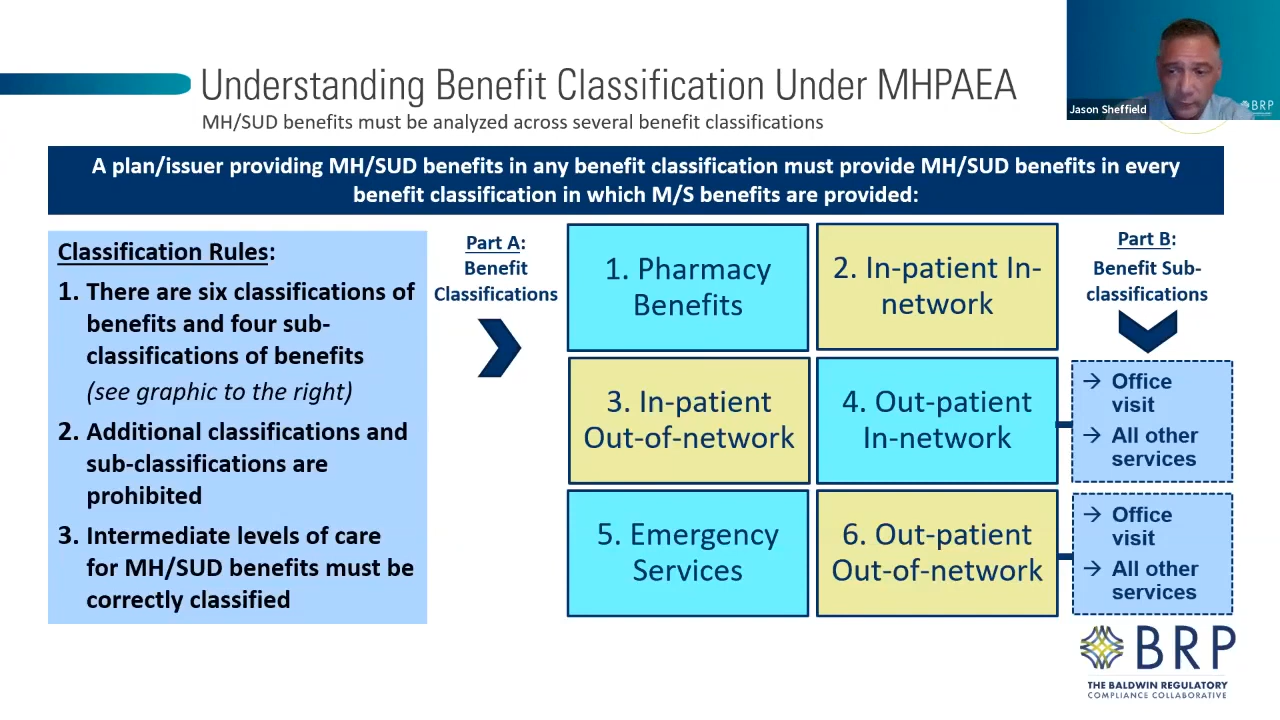 Understanding Benefit Classification Under MHPAEA
MH/SUD benefits must be analyzed across several benefit classifications
Jason Sheffield
BRP
A plan/issuer providing MH/SUD benefits in any benefit classification must provide MH/SUD benefits in every
benefit classification in which M/S benefits are provided:
Classification Rules:
1. There are six classifications of
benefits and four sub-
classifications of benefits
(see graphic to the right)
2. Additional classifications and
sub-classifications are
prohibited
3. Intermediate levels of care
for MH/SUD benefits must be
correctly classified
Part A:
Benefit
Classifications
1. Pharmacy
Benefits
2. In-patient In-
network
3. In-patient
Out-of-network
4. Out-patient
In-network
5. Emergency
Services
6. Out-patient
Out-of-network
Part B:
Benefit Sub-
classifications
→ Office
visit
→ All other
services
→ Office
visit
→ All other
services
BRP
THE BALDWIN REGULATORY
COMPLIANCE COLLABORATIVE